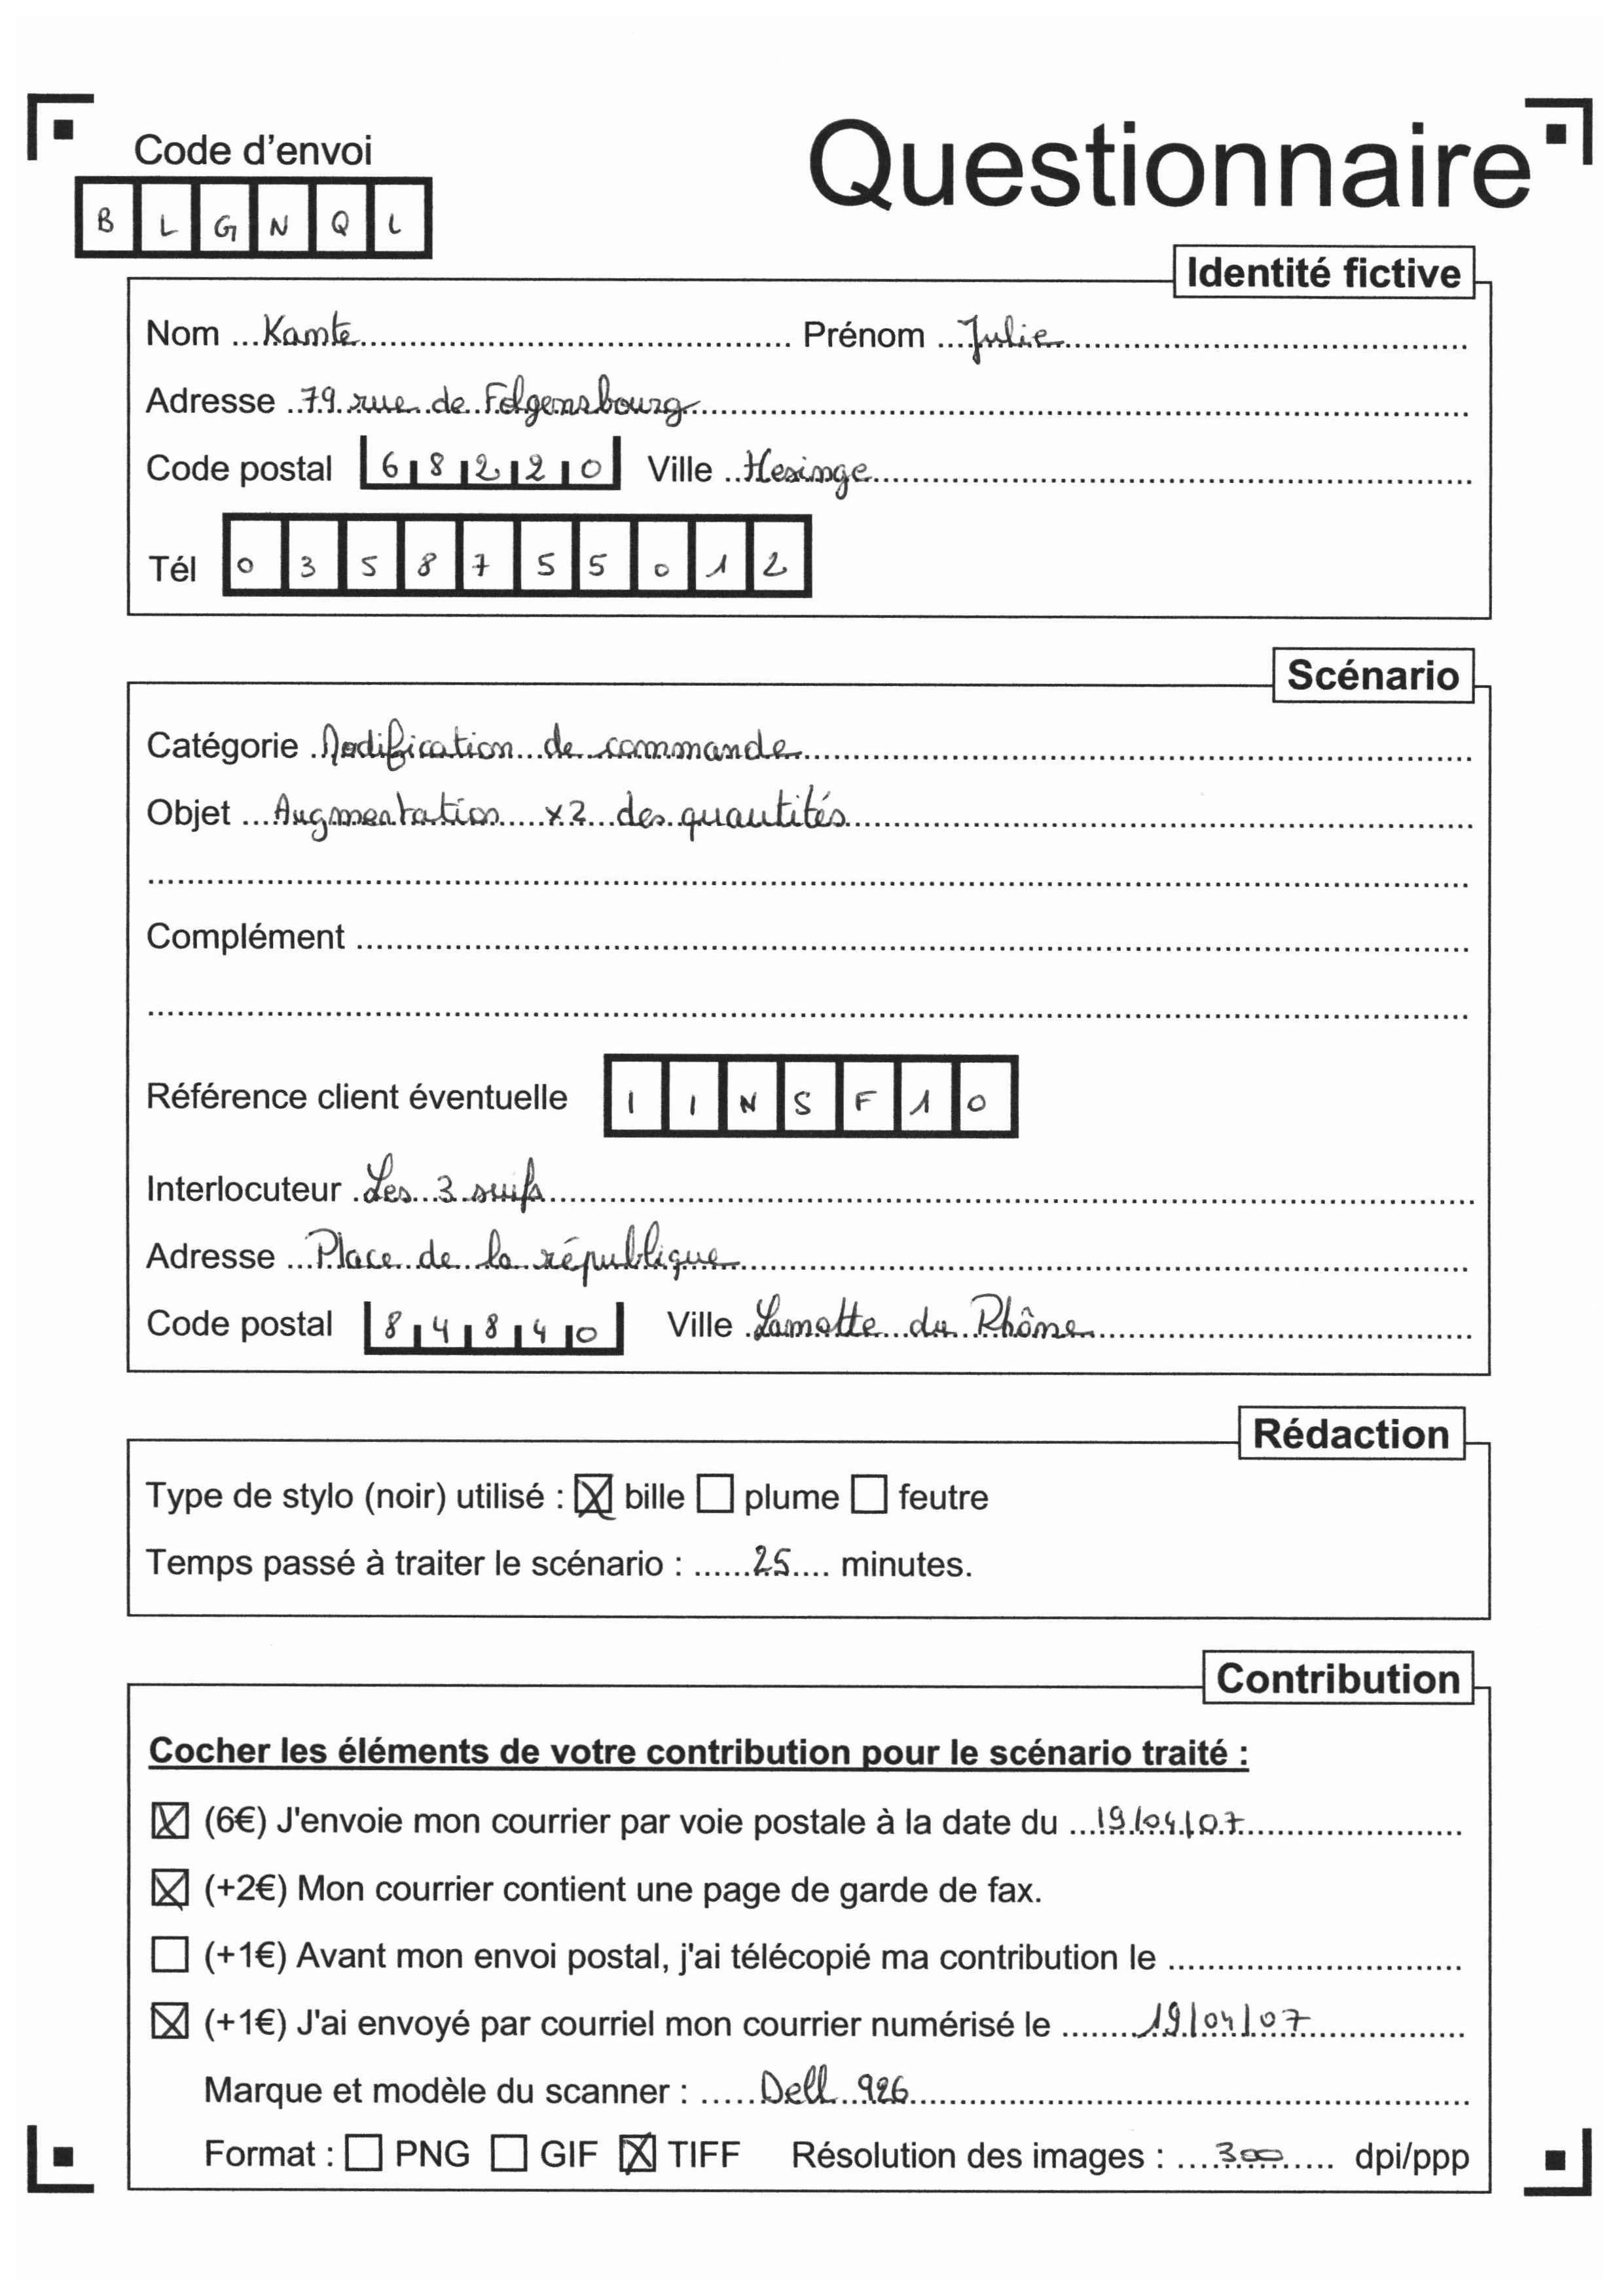 Code d'envoi
Questionnaire
B L G N Q L
Identité fictive
Nom ...Kamte... Prénom ...Julie...
Adresse ...79 rue de Folgensbourg...
Code postal 6 8 2 2 0 Ville ...Hesinge...
Tél 0 3 5 8 7 5 5 0 1 2
Scénario
Catégorie ...Modification de commande...
Objet ...Augmentation x2 des quantités...
Complément ...
Référence client éventuelle I I N S F 1 0
Interlocuteur ...Les 3 suifs...
Adresse ...Place de la république...
Code postal 8 4 8 4 0 Ville ...Lamotte du Rhône...
Rédaction
Type de stylo (noir) utilisé : ☒ bille ☐ plume ☐ feutre
Temps passé à traiter le scénario : ...25... minutes.
Contribution
Cocher les éléments de votre contribution pour le scénario traité :
☒ (6€) J'envoie mon courrier par voie postale à la date du ...19/04/07...
☒ (+2€) Mon courrier contient une page de garde de fax.
☐ (+1€) Avant mon envoi postal, j'ai télécopié ma contribution le ...
☒ (+1€) J'ai envoyé par courriel mon courrier numérisé le ...19/04/07...
Marque et modèle du scanner : ...Dell 926...
Format : ☐ PNG ☐ GIF ☒ TIFF Résolution des images : ...300... dpi/ppp